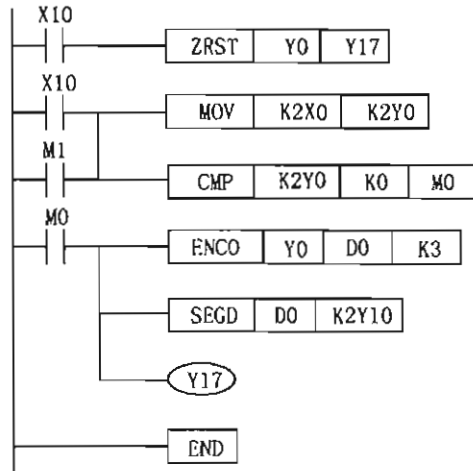 X10
ZRST Y0 Y17
X10
MOV K2X0 K2Y0
M1
CMP K2Y0 K0 M0
M0
ENCO Y0 D0 K3
SEGD D0 K2Y10
Y17
END